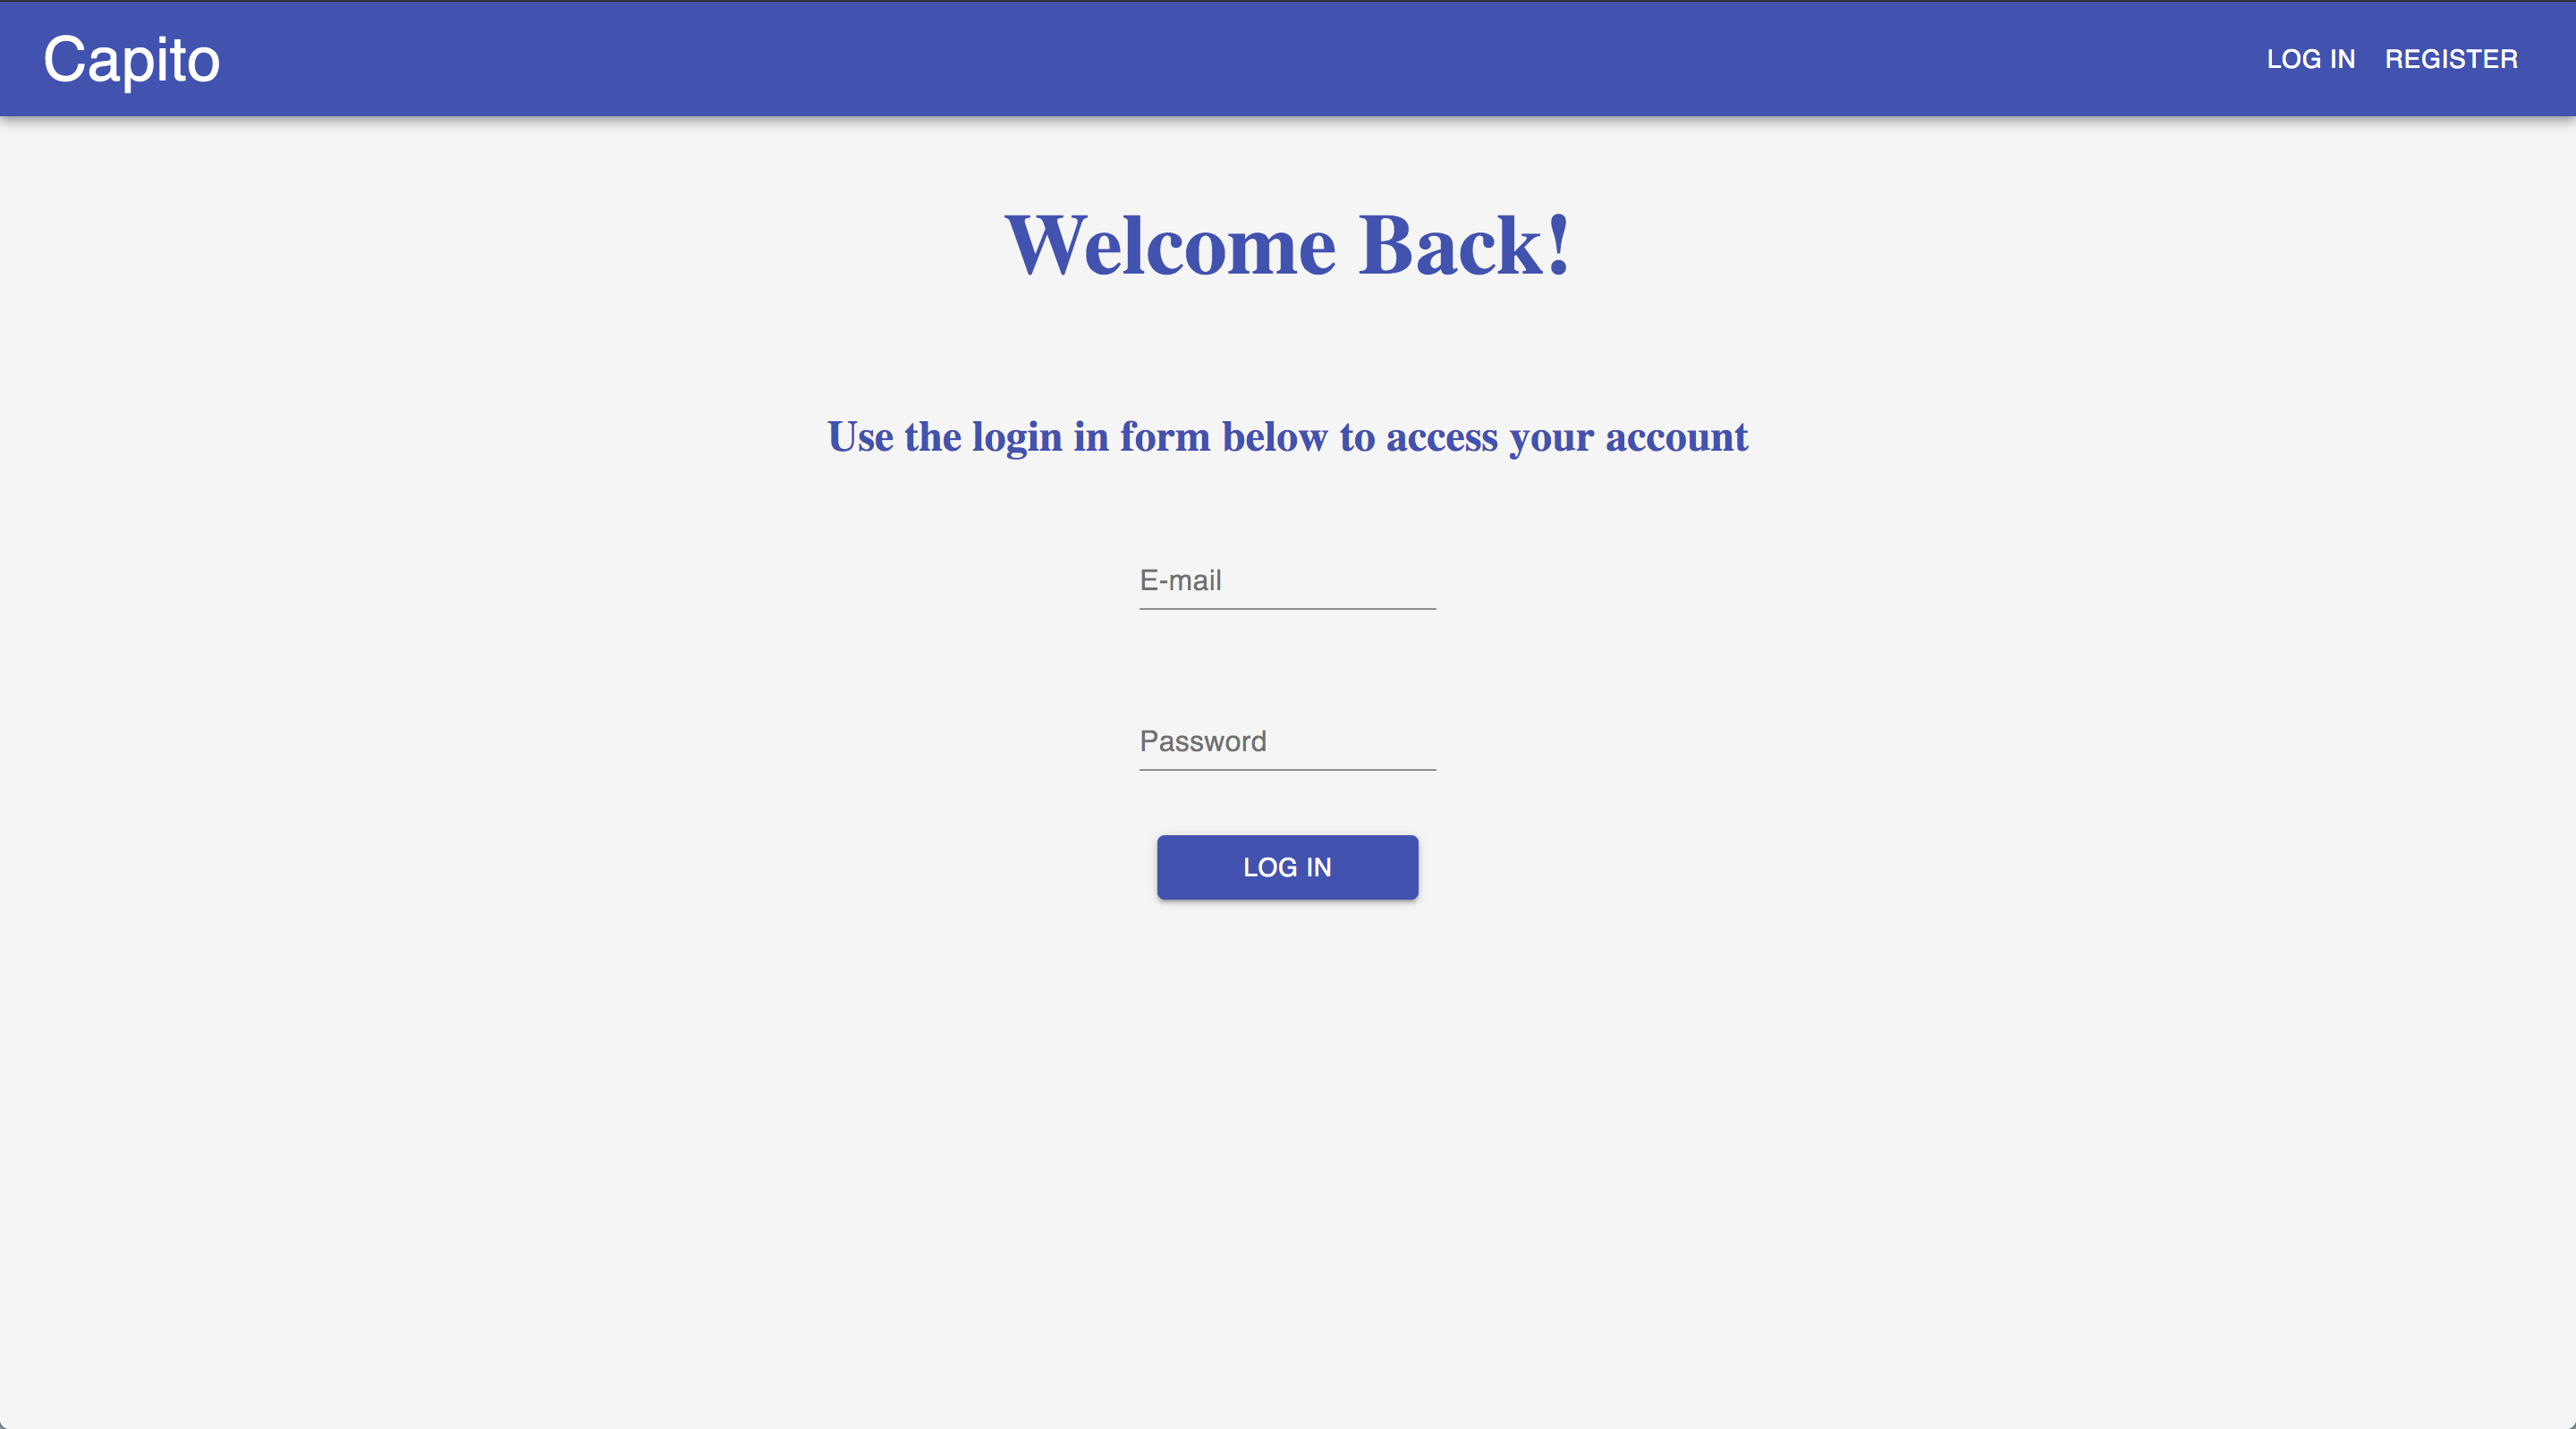 Capito
LOG IN REGISTER
Welcome Back!
Use the login in form below to access your account
E-mail
Password
LOG IN